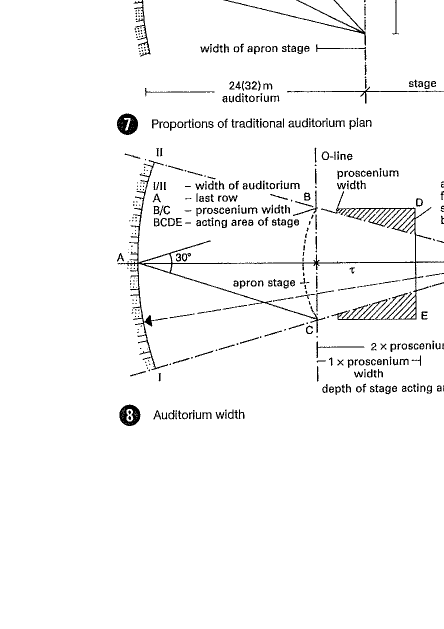 width of apron stage
24(32) m
auditorium
stage
7 Proportions of traditional auditorium plan
II
O-line
proscenium
width
I/II – width of auditorium
A – last row
B/C – proscenium width
BCDE – acting area of stage
B
D
A
30°
apron stage
τ
C
E
I
2 x
1 x proscenium
width
depth of stage acting
8 Auditorium width